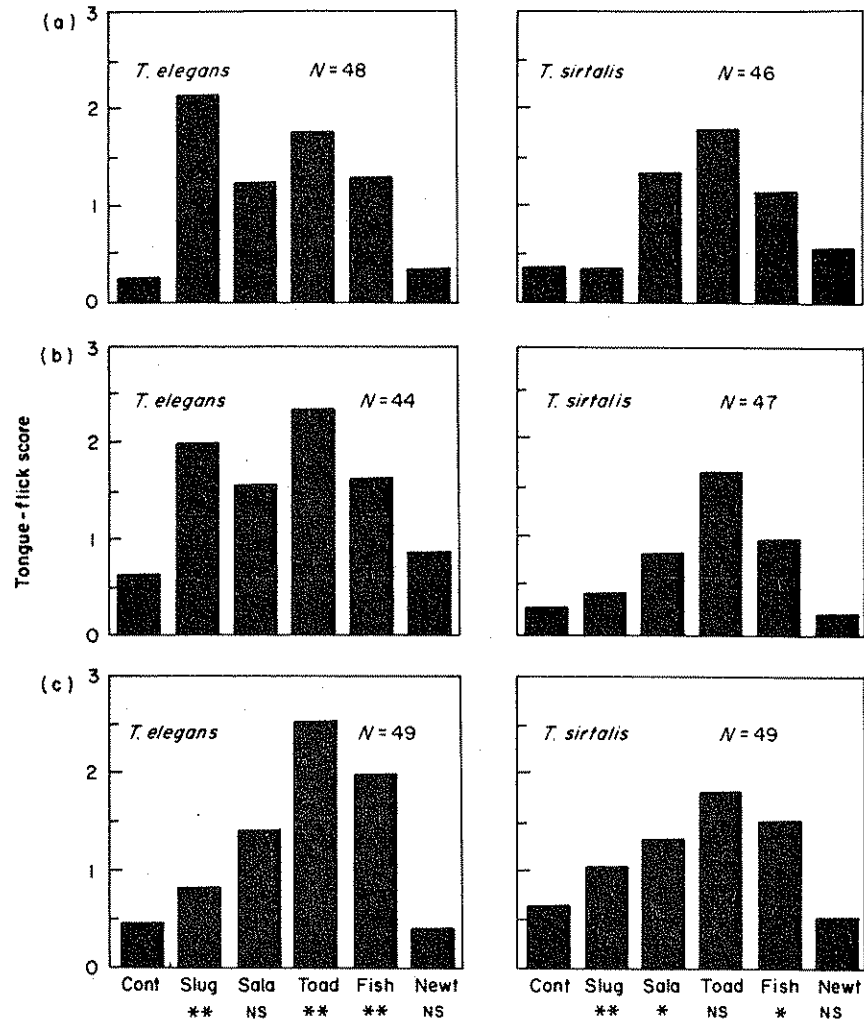 (a)
3
2
1
0
T. elegans N = 48
T. sirtalis N = 46
(b)
3
2
1
0
T. elegans N = 44
T. sirtalis N = 47
Tongue-flick score
(c)
3
2
1
0
T. elegans N = 49
T. sirtalis N = 49
Cont Slug Sala Toad Fish Newt
** NS ** ** NS
Cont Slug Sala Toad Fish Newt
** * NS * NS